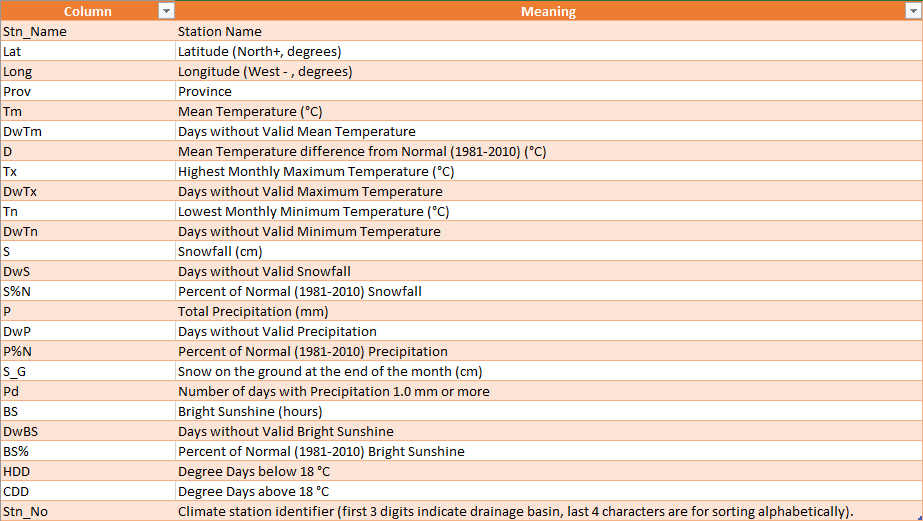 Column Meaning
Stn_Name Station Name
Lat Latitude (North+, degrees)
Long Longitude (West - , degrees)
Prov Province
Tm Mean Temperature (°C)
DwTm Days without Valid Mean Temperature
D Mean Temperature difference from Normal (1981-2010) (°C)
Tx Highest Monthly Maximum Temperature (°C)
DwTx Days without Valid Maximum Temperature
Tn Lowest Monthly Minimum Temperature (°C)
DwTn Days without Valid Minimum Temperature
S Snowfall (cm)
DwS Days without Valid Snowfall
S%N Percent of Normal (1981-2010) Snowfall
P Total Precipitation (mm)
DwP Days without Valid Precipitation
P%N Percent of Normal (1981-2010) Precipitation
S_G Snow on the ground at the end of the month (cm)
Pd Number of days with Precipitation 1.0 mm or more
BS Bright Sunshine (hours)
DwBS Days without Valid Bright Sunshine
BS% Percent of Normal (1981-2010) Bright Sunshine
HDD Degree Days below 18 °C
CDD Degree Days above 18 °C
Stn_No Climate station identifier (first 3 digits indicate drainage basin, last 4 characters are for sorting alphabetically).